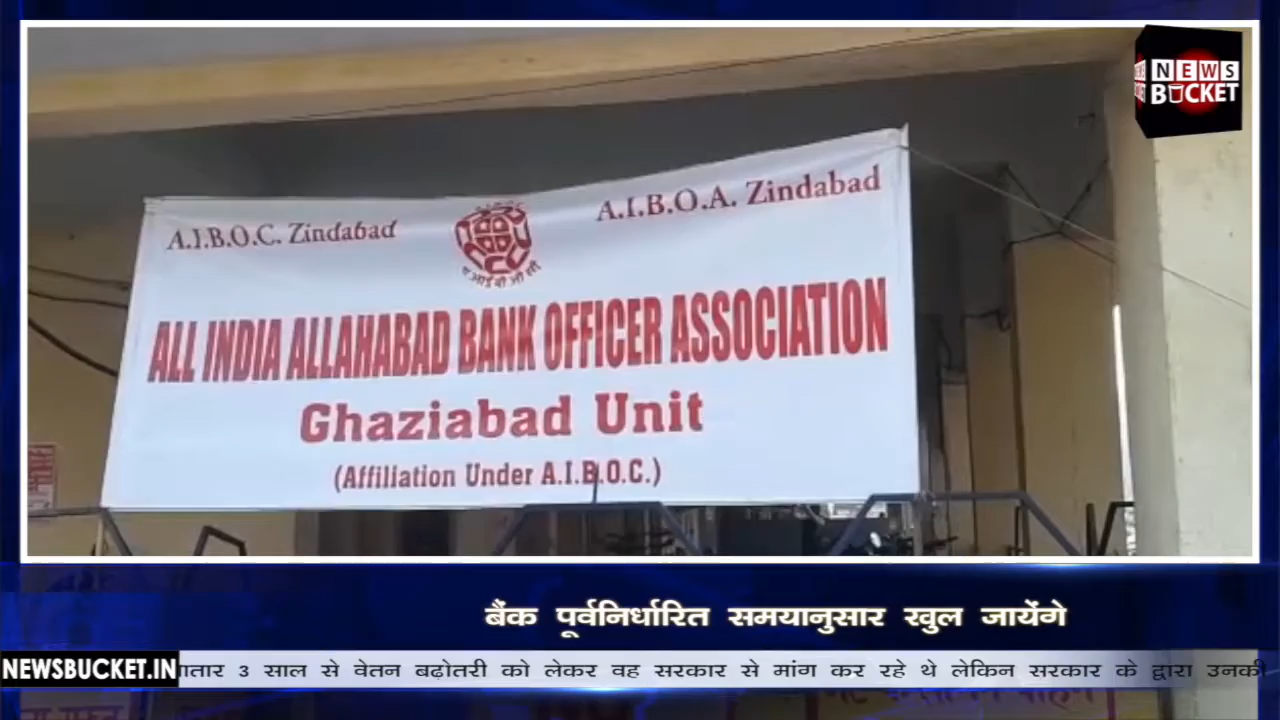 NEWS
BUCKET
A.I.B.O.C. Zindabad
A.I.B.O.A. Zindabad
ए.आई.बी.ओ.सी.
ALL INDIA ALLAHABAD BANK OFFICER ASSOCIATION
Ghaziabad Unit
(Affiliation Under A.I.B.O.C.)
बैंक पूर्वनिर्धारित समयानुसार खुल जायेंगे
NEWSBUCKET.IN
गातार 3 साल से वेतन बढ़ोतरी को लेकर वह सरकार से मांग कर रहे थे लेकिन सरकार के द्वारा उनकी